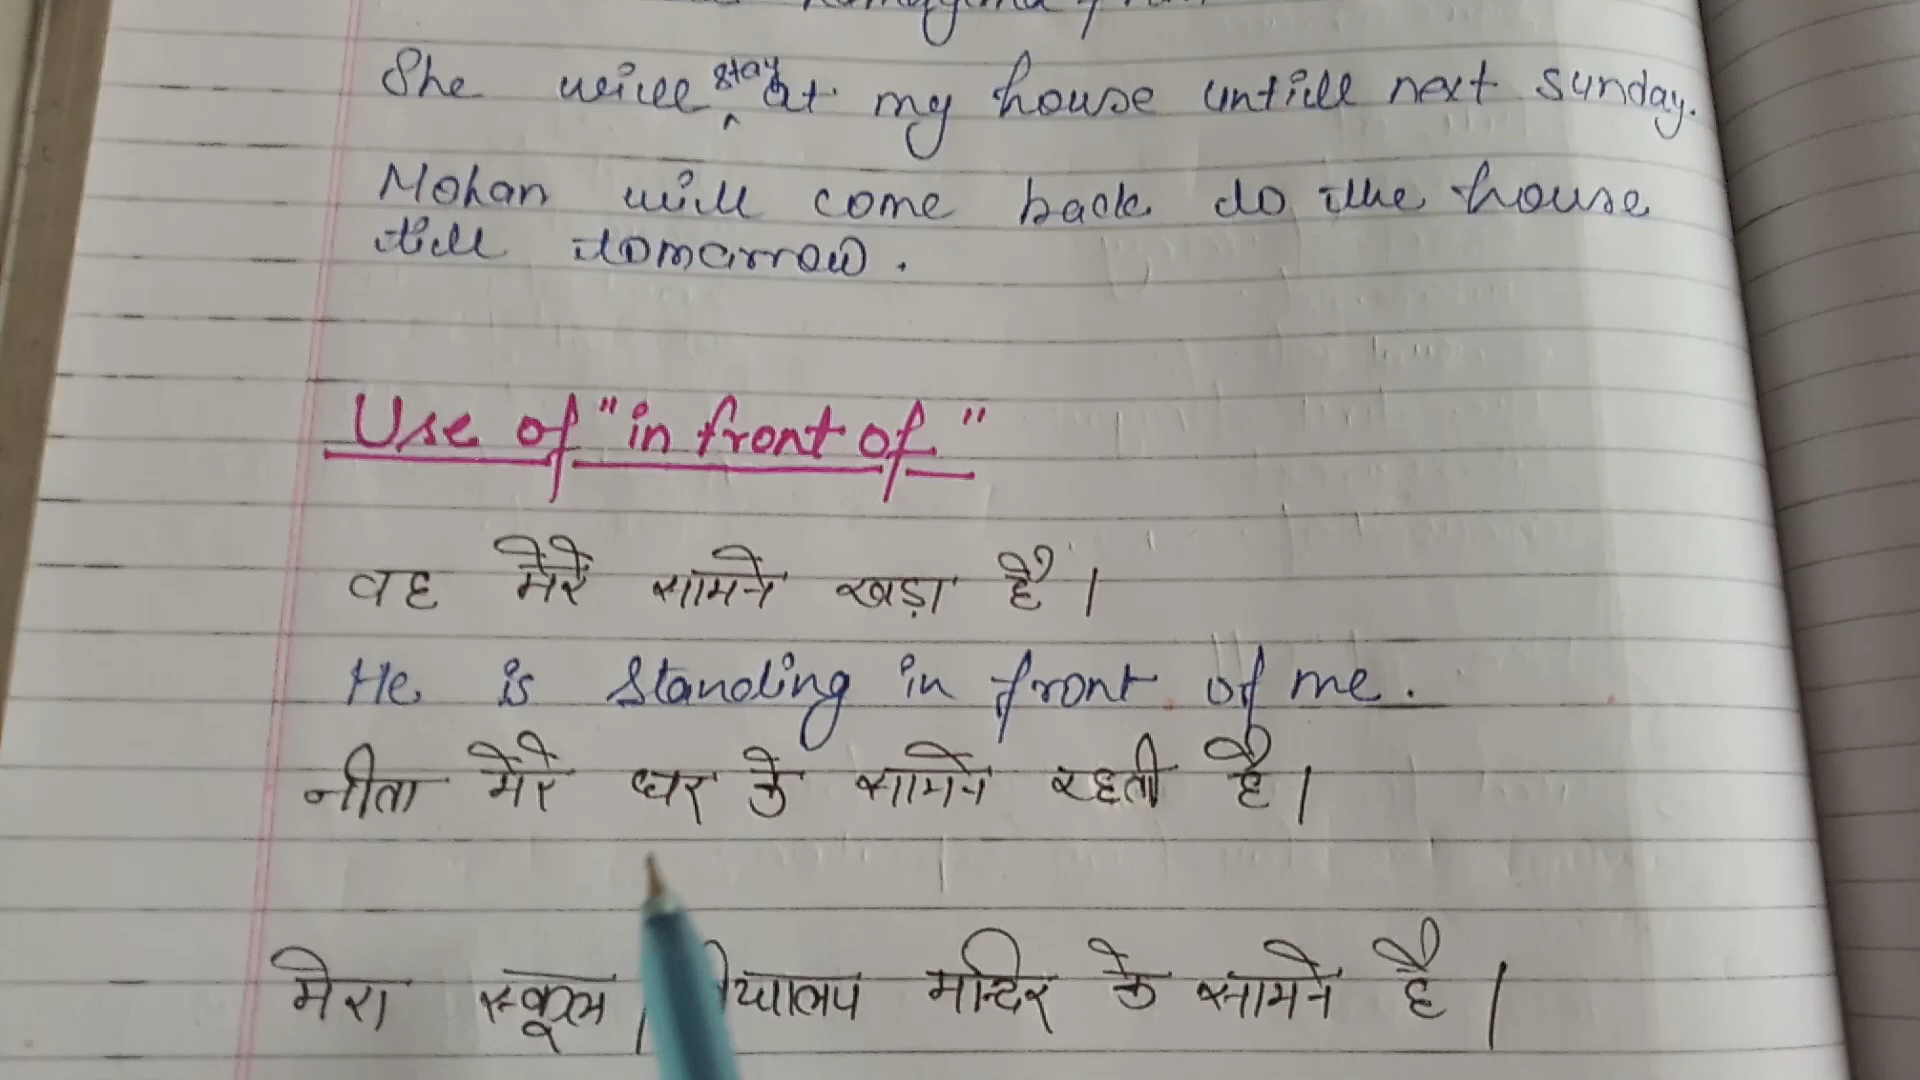 She will stay at my house untill next sunday.
Mohan will come back to the house
till tomorrow.
Use of "in front of"
वह मेरे सामने खड़ा है।
He is standing in front of me.
नीता मेरे घर के सामने रहती है।
मेरा स्कूल / मन्दिर के सामने है।